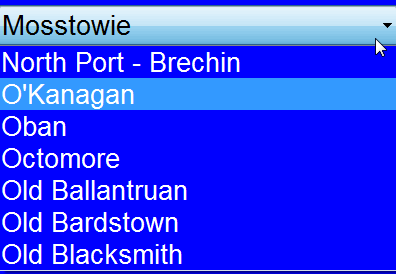 Mosstowie
North Port - Brechin
O'Kanagan
Oban
Octomore
Old Ballantruan
Old Bardstown
Old Blacksmith